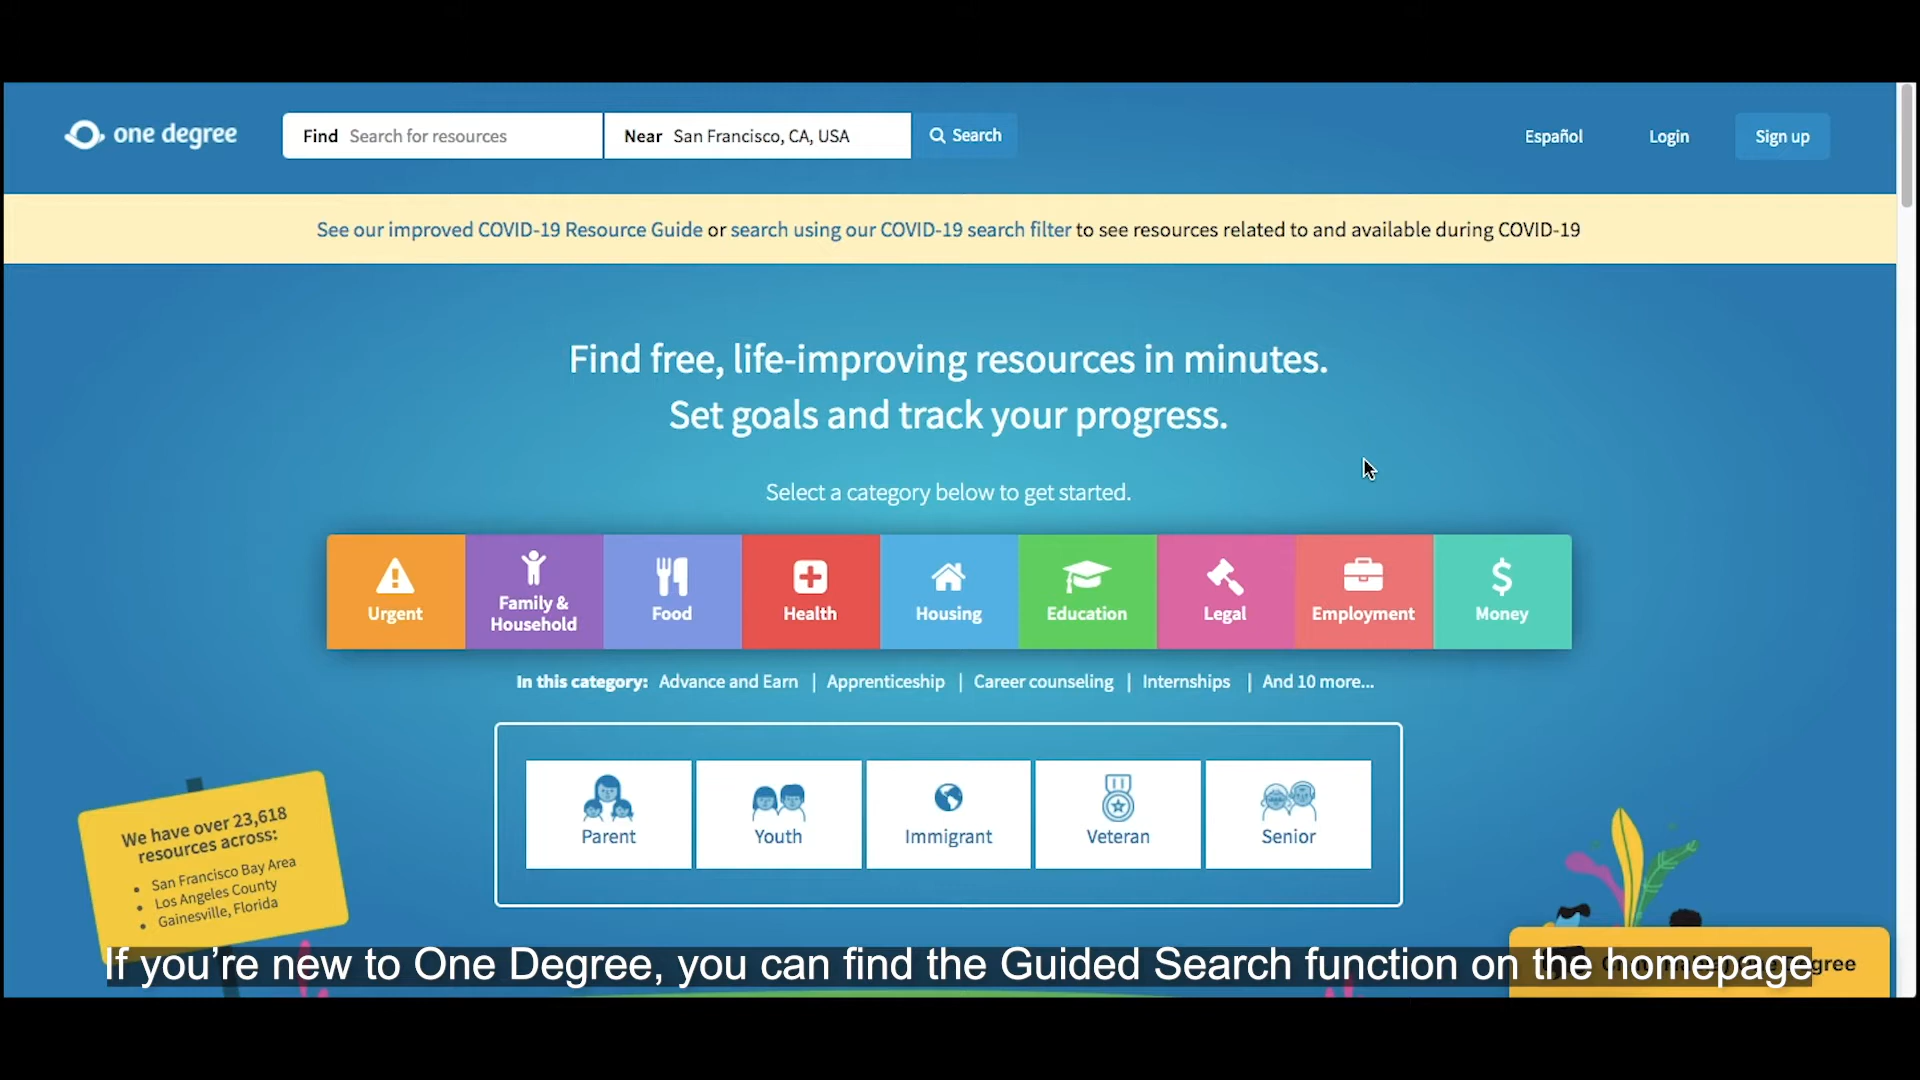 one degree
Find Search for resources
Near San Francisco, CA, USA
Search
Español
Login
Sign up
See our improved COVID-19 Resource Guide or search using our COVID-19 search filter to see resources related to and available during COVID-19
Find free, life-improving resources in minutes.
Set goals and track your progress.
Select a category below to get started.
Urgent
Family &
Household
Food
Health
Housing
Education
Legal
Employment
Money
In this category: Advance and Earn | Apprenticeship | Career counseling | Internships | And 10 more...
Parent
Youth
Immigrant
Veteran
Senior
We have over 23,618
resources across:
• San Francisco Bay Area
• Los Angeles County
• Gainesville, Florida
If you’re new to One Degree, you can find the Guided Search function on the homepage